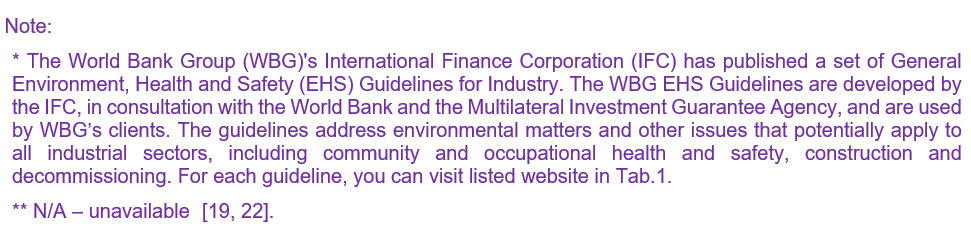 Note:
* The World Bank Group (WBG)'s International Finance Corporation (IFC) has published a set of General
Environment, Health and Safety (EHS) Guidelines for Industry. The WBG EHS Guidelines are developed by
the IFC, in consultation with the World Bank and the Multilateral Investment Guarantee Agency, and are used
by WBG’s clients. The guidelines address environmental matters and other issues that potentially apply to
all industrial sectors, including community and occupational health and safety, construction and
decommissioning. For each guideline, you can visit listed website in Tab.1.
** N/A – unavailable  [19, 22].